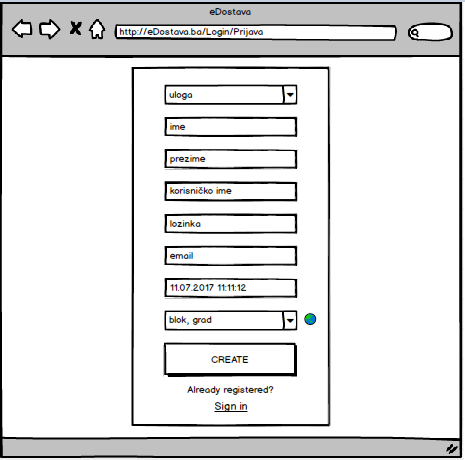 eDostava
http://eDostava.ba/Login/Prijava
uloga
ime
prezime
korisničko ime
lozinka
email
11.07.2017 11:11:12
blok, grad
CREATE
Already registered?
Sign in